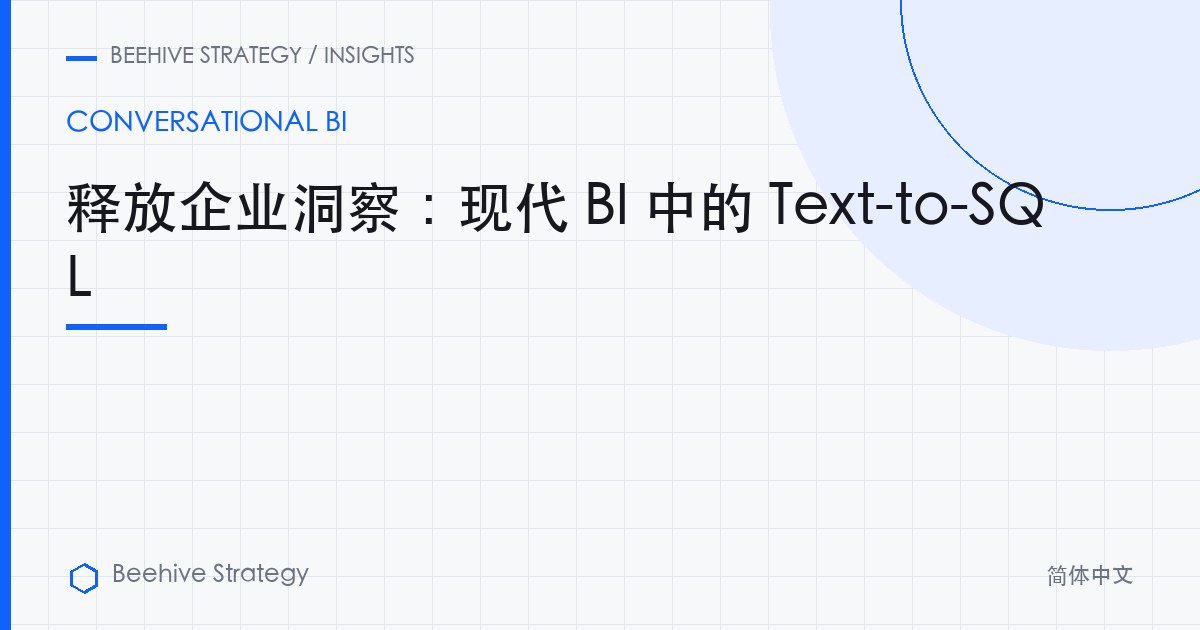 BEEHIVE STRATEGY / INSIGHTS
CONVERSATIONAL BI
释放企业洞察：现代 BI 中的 Text-to-SQ
L
Beehive Strategy
简体中文